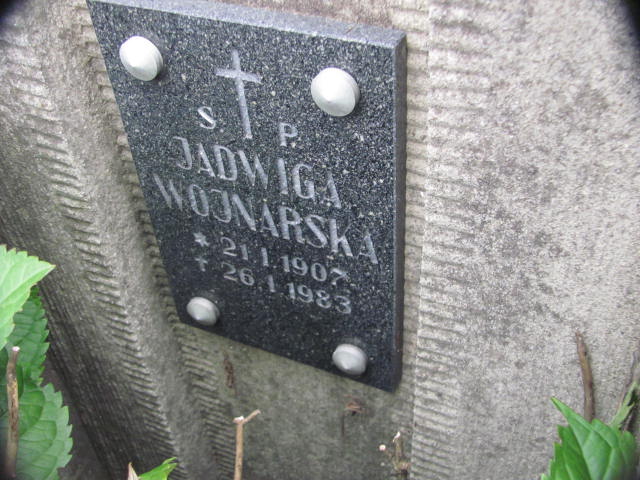 S P.
JADWIGA
WOJNARSKA
* 21.1.1907
† 26.1.1983